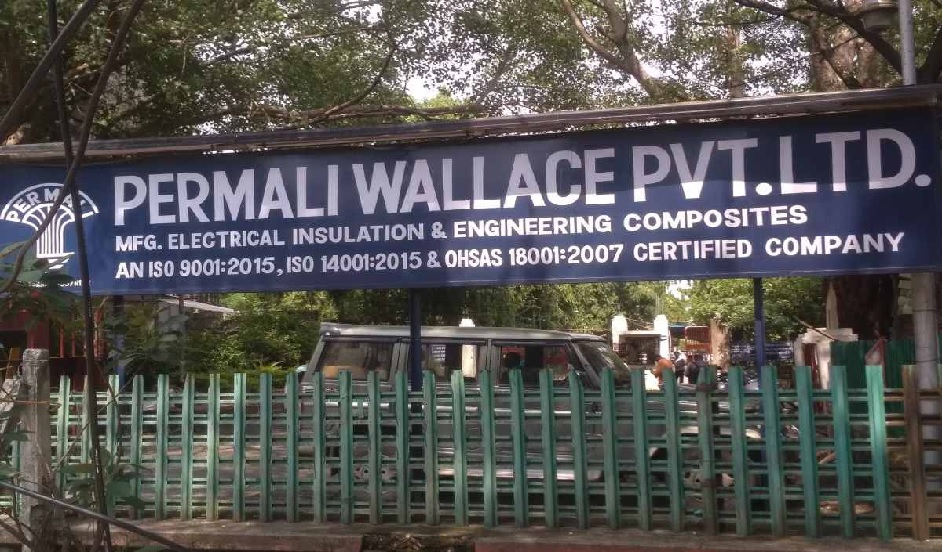 PERMALI
PERMALI WALLACE PVT. LTD.
MFG. ELECTRICAL INSULATION & ENGINEERING COMPOSITES
AN ISO 9001:2015, ISO 14001:2015 & OHSAS 18001:2007 CERTIFIED COMPANY